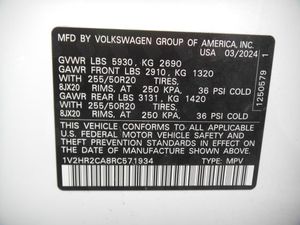 MFD BY VOLKSWAGEN GROUP OF AMERICA, INC.
USA 03/2024
GVWR LBS 5930, KG 2690
GAWR FRONT LBS 2910, KG 1320
WITH 255/50R20 TIRES,
8JX20 RIMS, AT 250 KPA, 36 PSI COLD
GAWR REAR LBS 3131, KG 1420
WITH 255/50R20 TIRES,
8JX20 RIMS, AT 250 KPA, 36 PSI COLD
THIS VEHICLE CONFORMS TO ALL APPLICABLE
U.S. FEDERAL MOTOR VEHICLE SAFETY AND
THEFT PREVENTION STANDARDS IN EFFECT
ON THE DATE OF MANUFACTURE SHOWN ABOVE.
1V2HR2CA8RC571934 TYPE: MPV
1250579 1